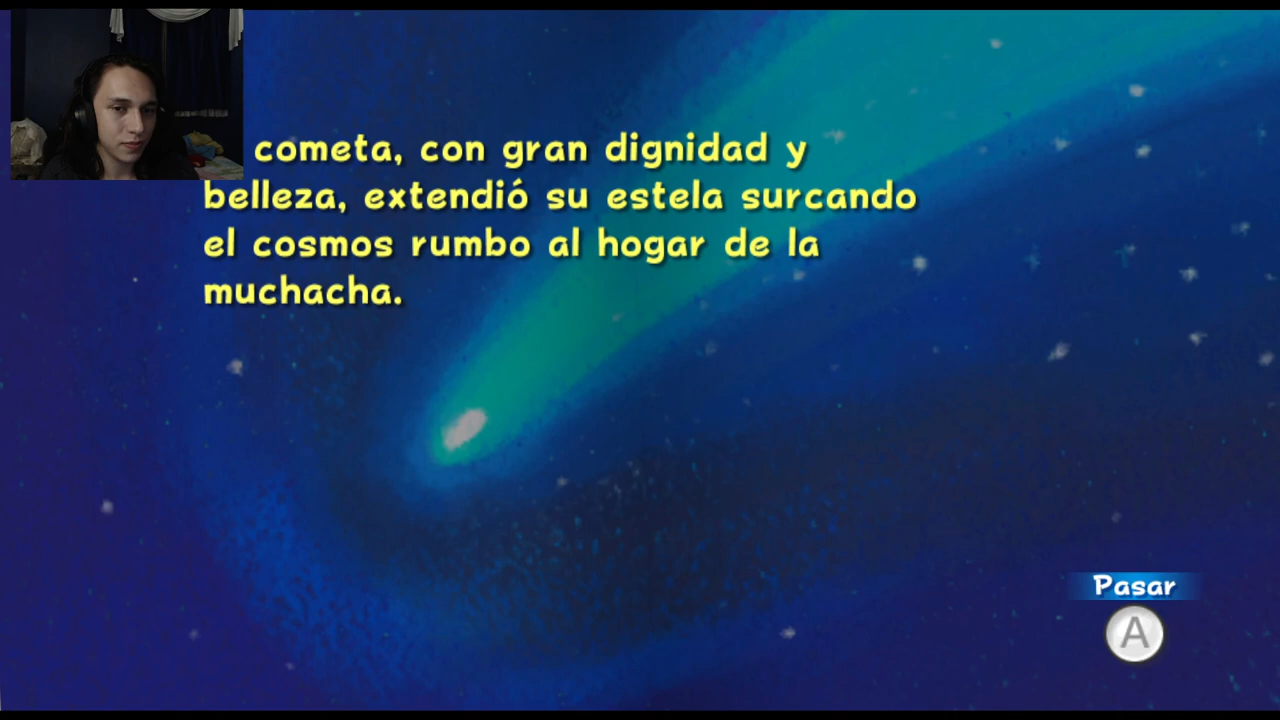 cometa, con gran dignidad y
belleza, extendió su estela surcando
el cosmos rumbo al hogar de la
muchacha.
Pasar
A